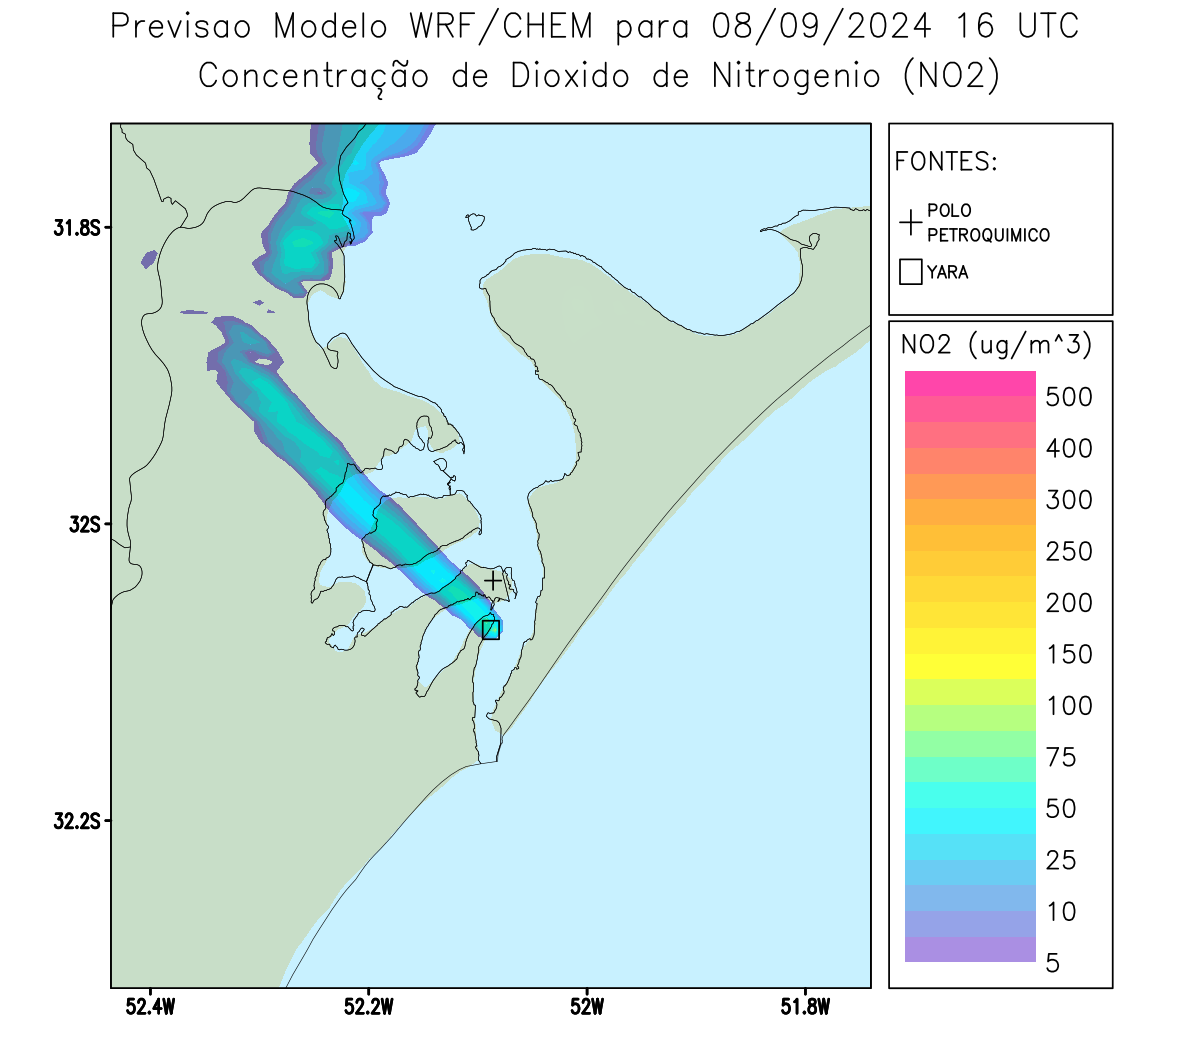 Previsao Modelo WRF/CHEM para 08/09/2024 16 UTC
Concentração de Dioxido de Nitrogenio (NO2)
31.8S
32S
32.2S
52.4W
52.2W
52W
51.8W
FONTES:
POLO
PETROQUIMICO
YARA
NO2 (ug/m^3)
500
400
300
250
200
150
100
75
50
25
10
5